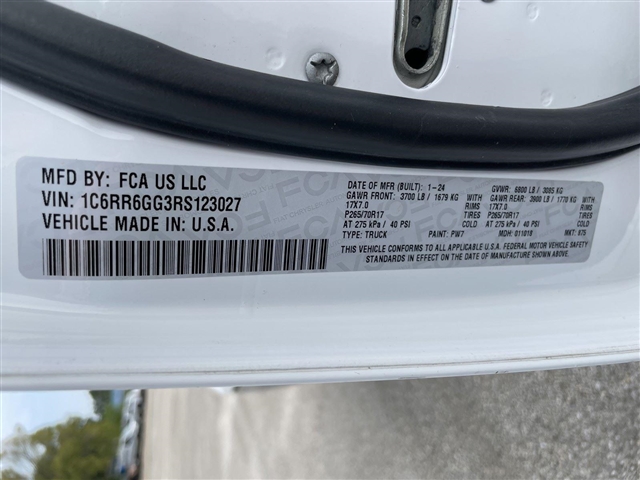 MFD BY: FCA US LLC
VIN: 1C6RR6GG3RS123027
VEHICLE MADE IN: U.S.A.
DATE OF MFR (BUILT): 1-24 GVWR: 6800 LB / 3085 KG
GAWR FRONT: 3700 LB / 1679 KG GAWR REAR: 3900 LB / 1770 KG
17X7.0 RIMS 17X7.0 RIMS
P265/70R17 TIRES P265/70R17 TIRES
AT 275 kPa / 40 PSI COLD AT 275 kPa / 40 PSI COLD
THIS VEHICLE CONFORMS TO ALL APPLICABLE U.S.A. FEDERAL MOTOR VEHICLE SAFETY
STANDARDS IN EFFECT ON THE DATE OF MANUFACTURE SHOWN ABOVE.
TYPE: TRUCK PAINT: PW7 MDH: 011018 MKT: